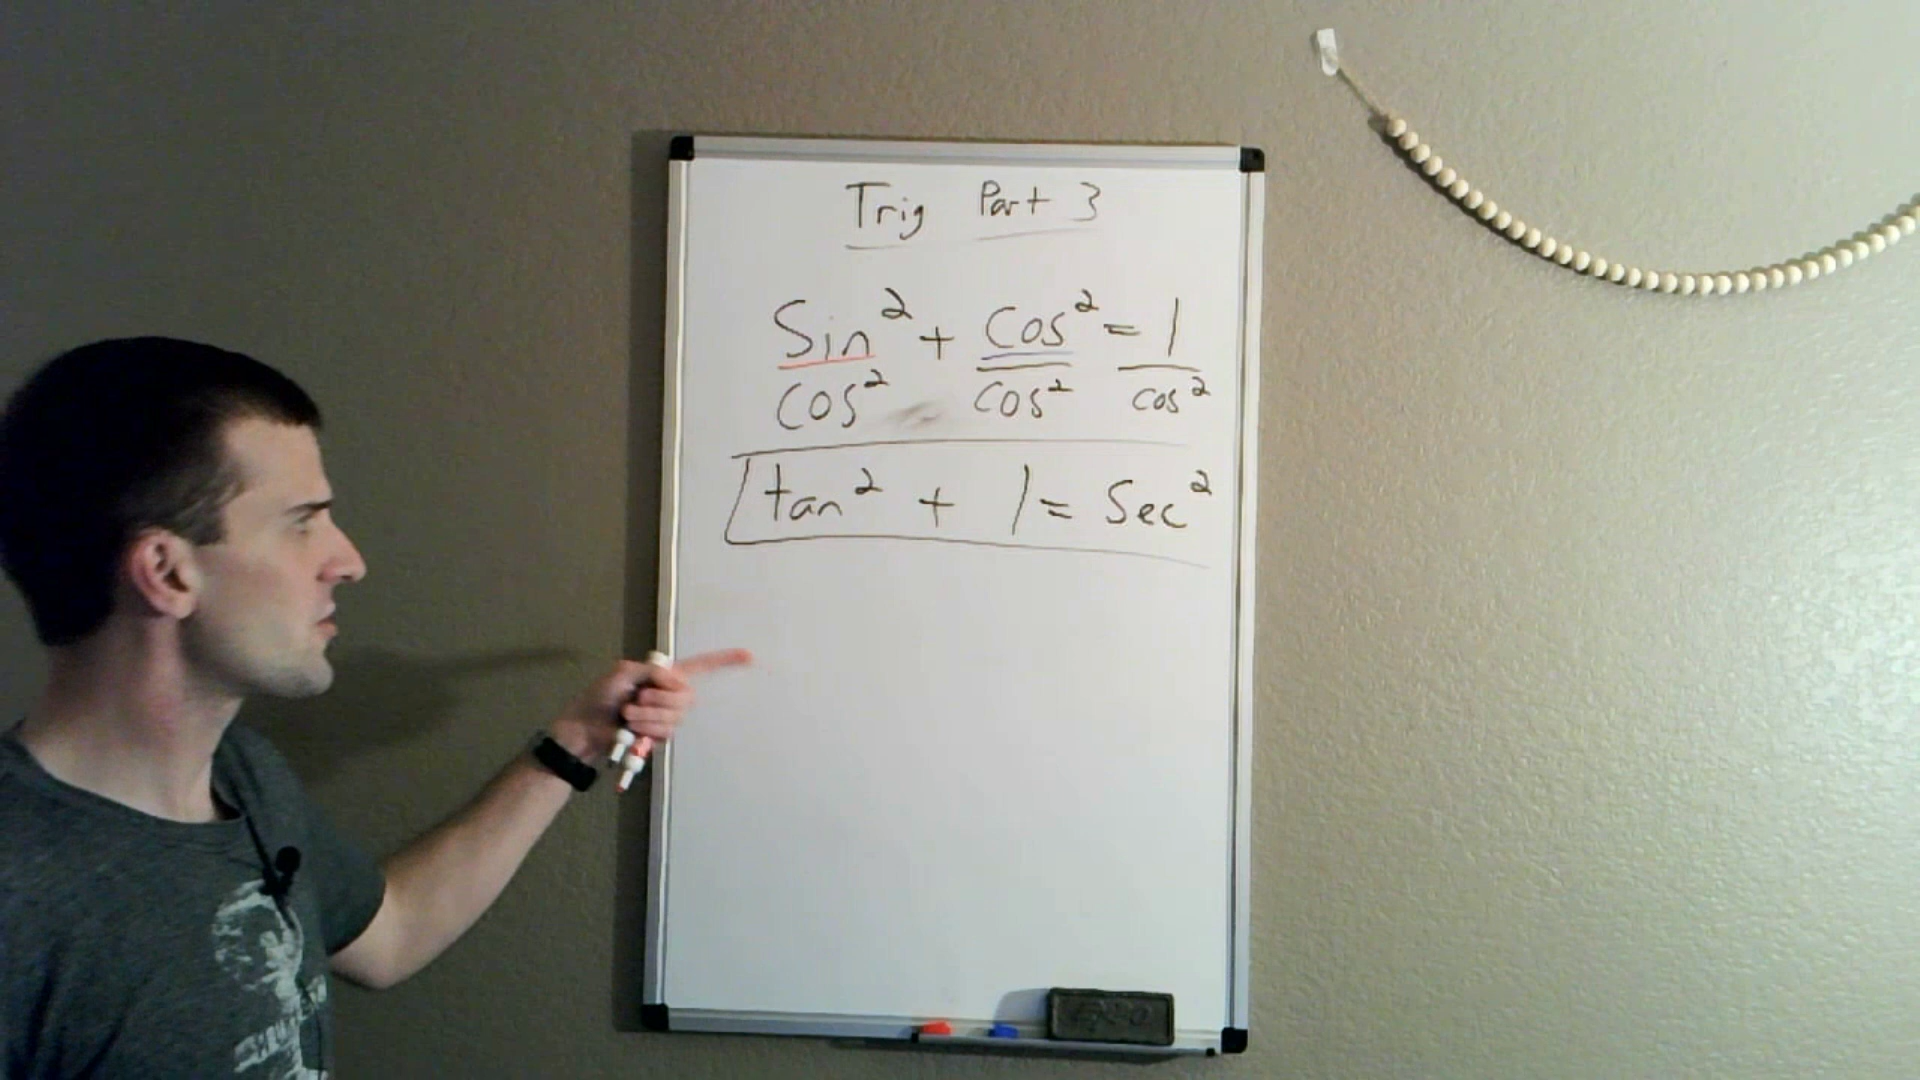 Trig Part 3
Sin² + Cos² = 1
cos² cos² cos²
tan² + 1 = Sec²